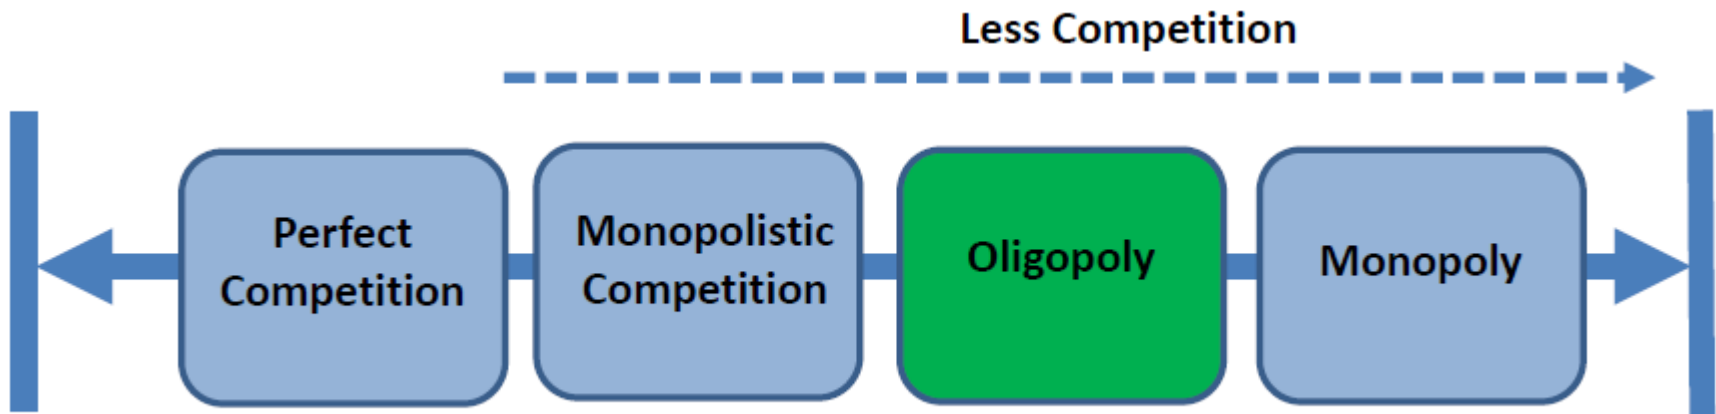 Less Competition
Perfect
Competition
Monopolistic
Competition
Oligopoly
Monopoly